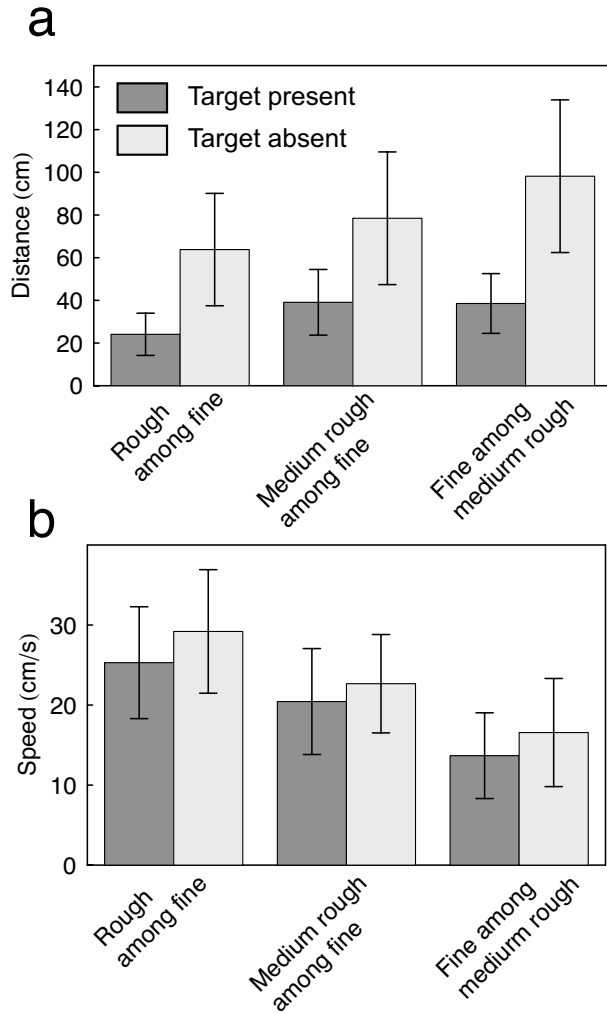 a
140
120
100
80
60
40
20
0
Distance (cm)
Target present
Target absent
Rough
among fine
Medium rough
among fine
Fine among
mediurm rough
b
30
20
10
0
Speed (cm/s)
Rough
among fine
Medium rough
among fine
Fine among
mediurm rough